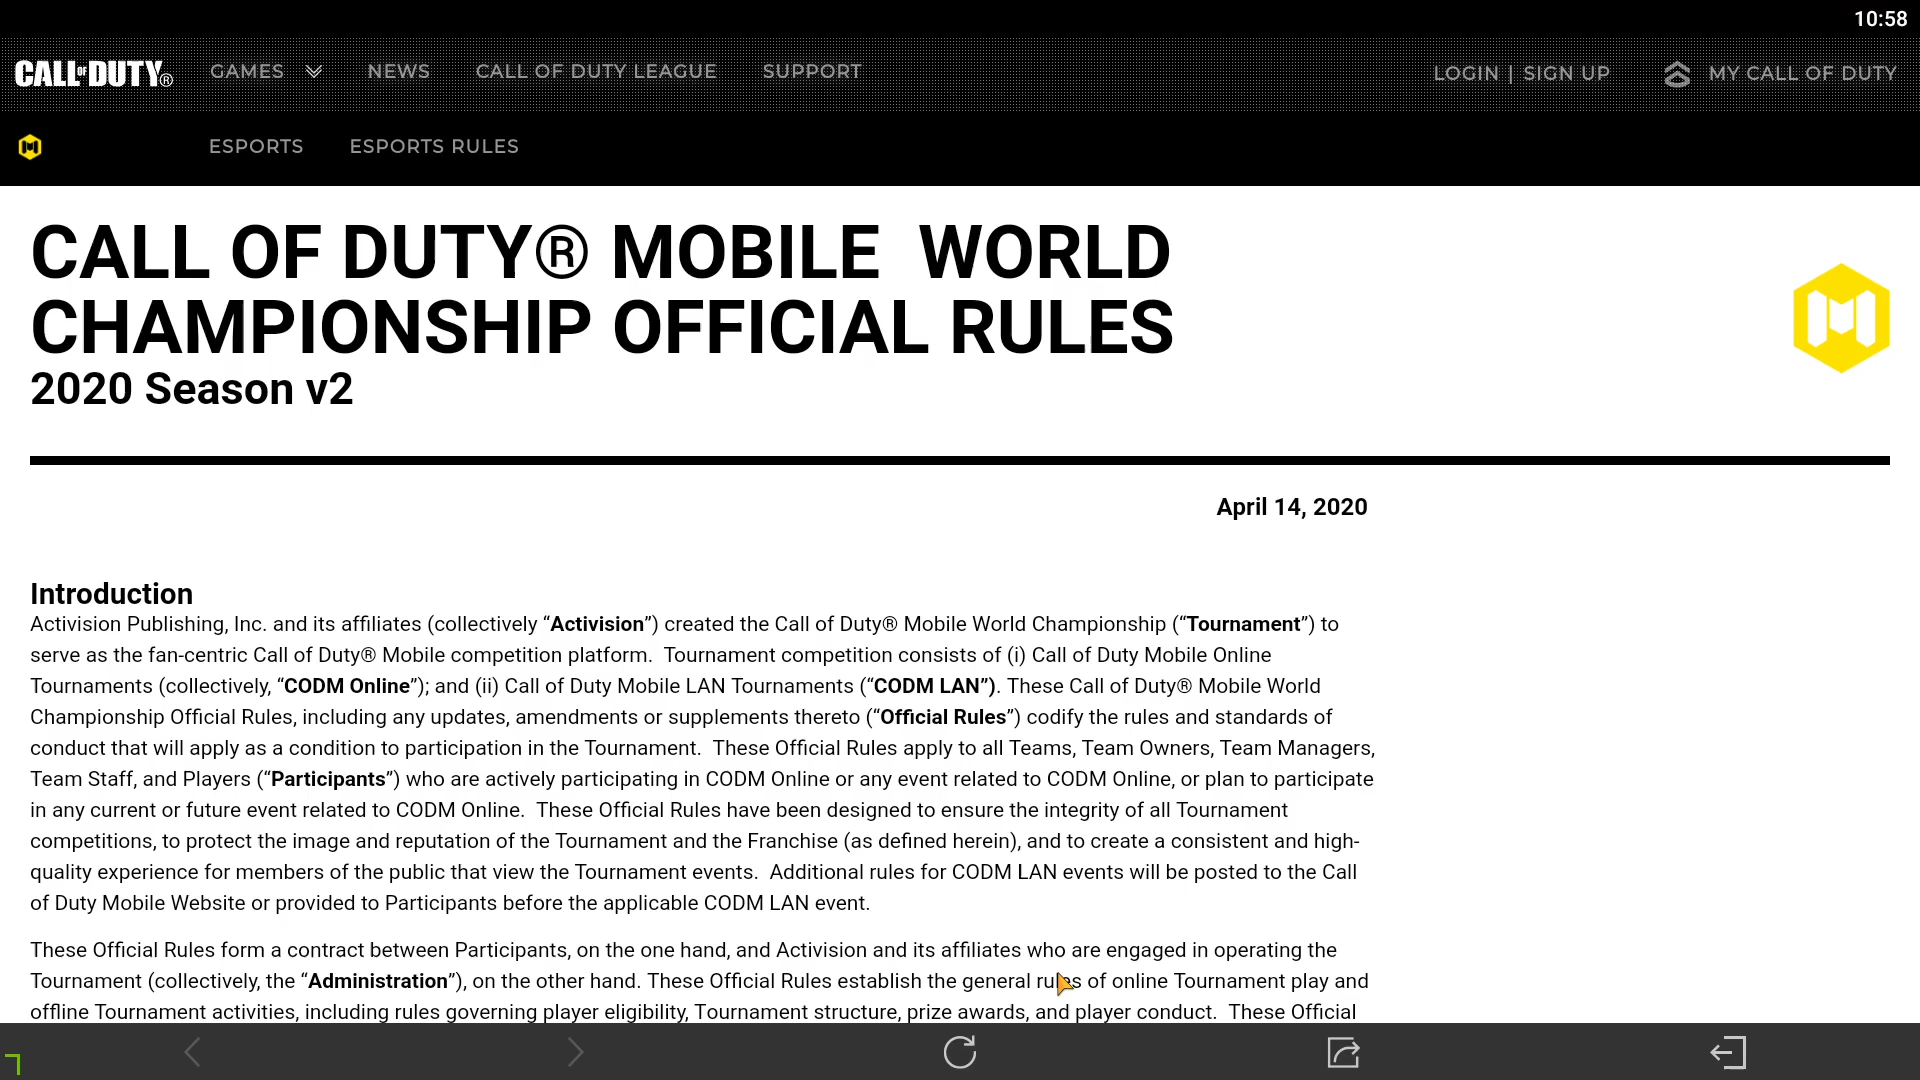 10:58
CALL OF DUTY® GAMES NEWS CALL OF DUTY LEAGUE SUPPORT LOGIN | SIGN UP MY CALL OF DUTY
ESPORTS ESPORTS RULES
CALL OF DUTY® MOBILE  WORLD
CHAMPIONSHIP OFFICIAL RULES
2020 Season v2
April 14, 2020
Introduction
Activision Publishing, Inc. and its affiliates (collectively “Activision”) created the Call of Duty® Mobile World Championship (“Tournament”) to
serve as the fan-centric Call of Duty® Mobile competition platform.  Tournament competition consists of (i) Call of Duty Mobile Online
Tournaments (collectively, “CODM Online”); and (ii) Call of Duty Mobile LAN Tournaments (“CODM LAN”). These Call of Duty® Mobile World
Championship Official Rules, including any updates, amendments or supplements thereto (“Official Rules”) codify the rules and standards of
conduct that will apply as a condition to participation in the Tournament.  These Official Rules apply to all Teams, Team Owners, Team Managers,
Team Staff, and Players (“Participants”) who are actively participating in CODM Online or any event related to CODM Online, or plan to participate
in any current or future event related to CODM Online.  These Official Rules have been designed to ensure the integrity of all Tournament
competitions, to protect the image and reputation of the Tournament and the Franchise (as defined herein), and to create a consistent and high-
quality experience for members of the public that view the Tournament events.  Additional rules for CODM LAN events will be posted to the Call
of Duty Mobile Website or provided to Participants before the applicable CODM LAN event.
These Official Rules form a contract between Participants, on the one hand, and Activision and its affiliates who are engaged in operating the
Tournament (collectively, the “Administration”), on the other hand. These Official Rules establish the general rules of online Tournament play and
offline Tournament activities, including rules governing player eligibility, Tournament structure, prize awards, and player conduct.  These Official